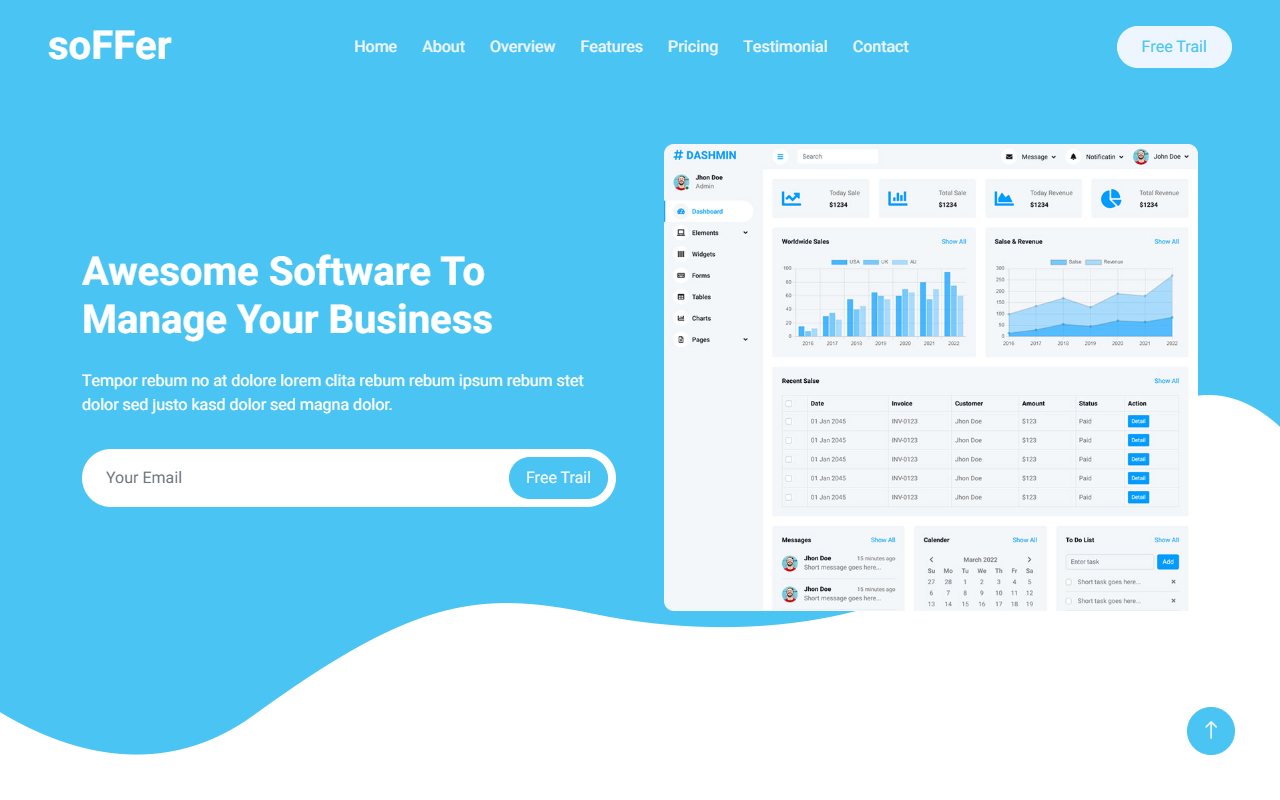 soFFer
Home About Overview Features Pricing Testimonial Contact
Free Trail
Awesome Software To
Manage Your Business
Tempor rebum no at dolore lorem clita rebum rebum ipsum rebum stet
dolor sed justo kasd dolor sed magna dolor.
Your Email
Free Trail
DASHMIN
Search
Message
Notificatin
John Doe
Jhon Doe
Admin
Dashboard
Elements
Widgets
Forms
Tables
Charts
Pages
Today Sale
$1234
Total Sale
$1234
Today Revenue
$1234
Total Revenue
$1234
Worldwide Sales Show All
USA UK AU
100
80
60
40
20
0
2016 2017 2018 2019 2020 2021 2022
Salse & Revenue Show All
Salse Revenue
300
250
200
150
100
50
0
2016 2017 2018 2019 2020 2021 2022
Recent Salse Show All
Date Invoice Customer Amount Status Action
01 Jan 2045 INV-0123 Jhon Doe $123 Paid Detail
01 Jan 2045 INV-0123 Jhon Doe $123 Paid Detail
01 Jan 2045 INV-0123 Jhon Doe $123 Paid Detail
01 Jan 2045 INV-0123 Jhon Doe $123 Paid Detail
01 Jan 2045 INV-0123 Jhon Doe $123 Paid Detail
Messages Show All
Jhon Doe 15 minutes ago
Short message goes here...
Jhon Doe 15 minutes ago
Short message goes here...
Calender Show All
March 2022
Su Mo Tu We Th Fr Sa
27 28 1 2 3 4 5
6 7 8 9 10 11 12
13 14 15 16 17 18 19
To Do List Show All
Enter task Add
Short task goes here...
Short task goes here...